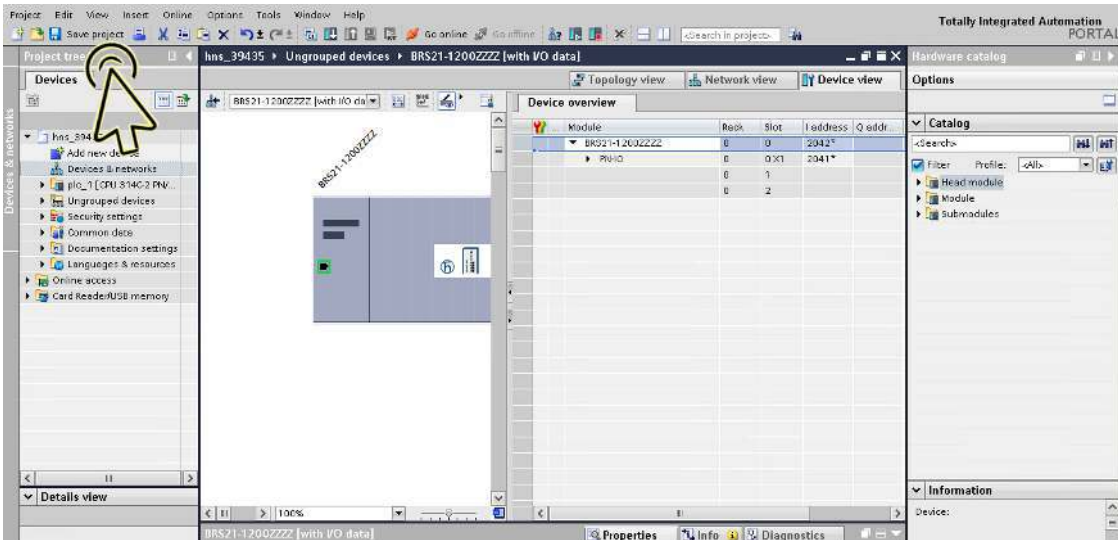 Project Edit View Insert Online Options Tools Window Help
Totally Integrated Automation
PORTAL
Save project Go online Go offline <Search in project>
Project tree
hns_39435 Ungrouped devices BRS21-1200ZZZZ [with I/O data]
Hardware catalog
Devices
Topology view Network view Device view
Options
BRS21-1200ZZZZ [with I/O da
Device overview
Module Rack Slot I address Q addr...
Catalog
BRS21-1200ZZZZ 0 0 2042*
<Search>
PN-IO 0 0 X1 2041*
0 1
0 2
Filter Profile: <All>
Head module
Module
Submodules
Add new device
Devices & networks
plc_1 [CPU 314C-2 PN/...
Ungrouped devices
Security settings
Common data
Documentation settings
Languages & resources
Online access
Card Reader/USB memory
Devices & networks
BRS21-1200ZZZZ
Details view
100%
Information
Device:
BRS21-1200ZZZZ [with I/O data]
Properties Info Diagnostics